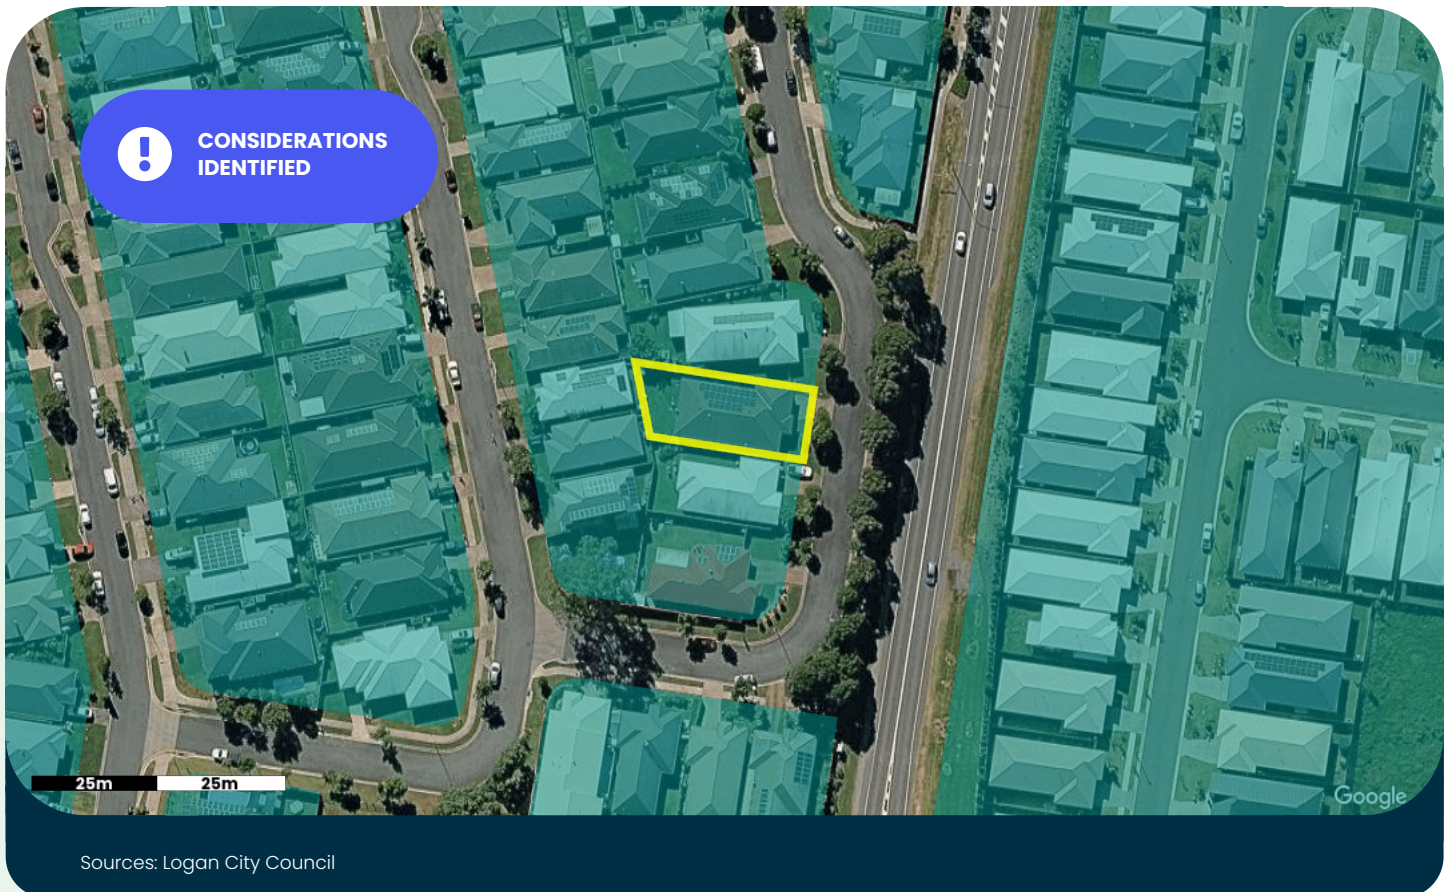 CONSIDERATIONS
IDENTIFIED
25m 25m
Google
Sources: Logan City Council